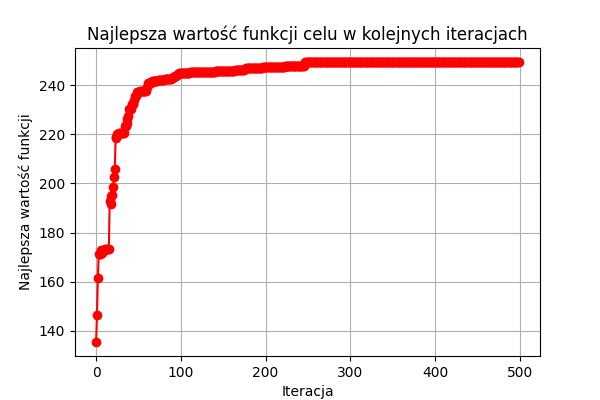 Najlepsza wartość funkcji celu w kolejnych iteracjach
Najlepsza wartość funkcji
240
220
200
180
160
140
0 100 200 300 400 500
Iteracja